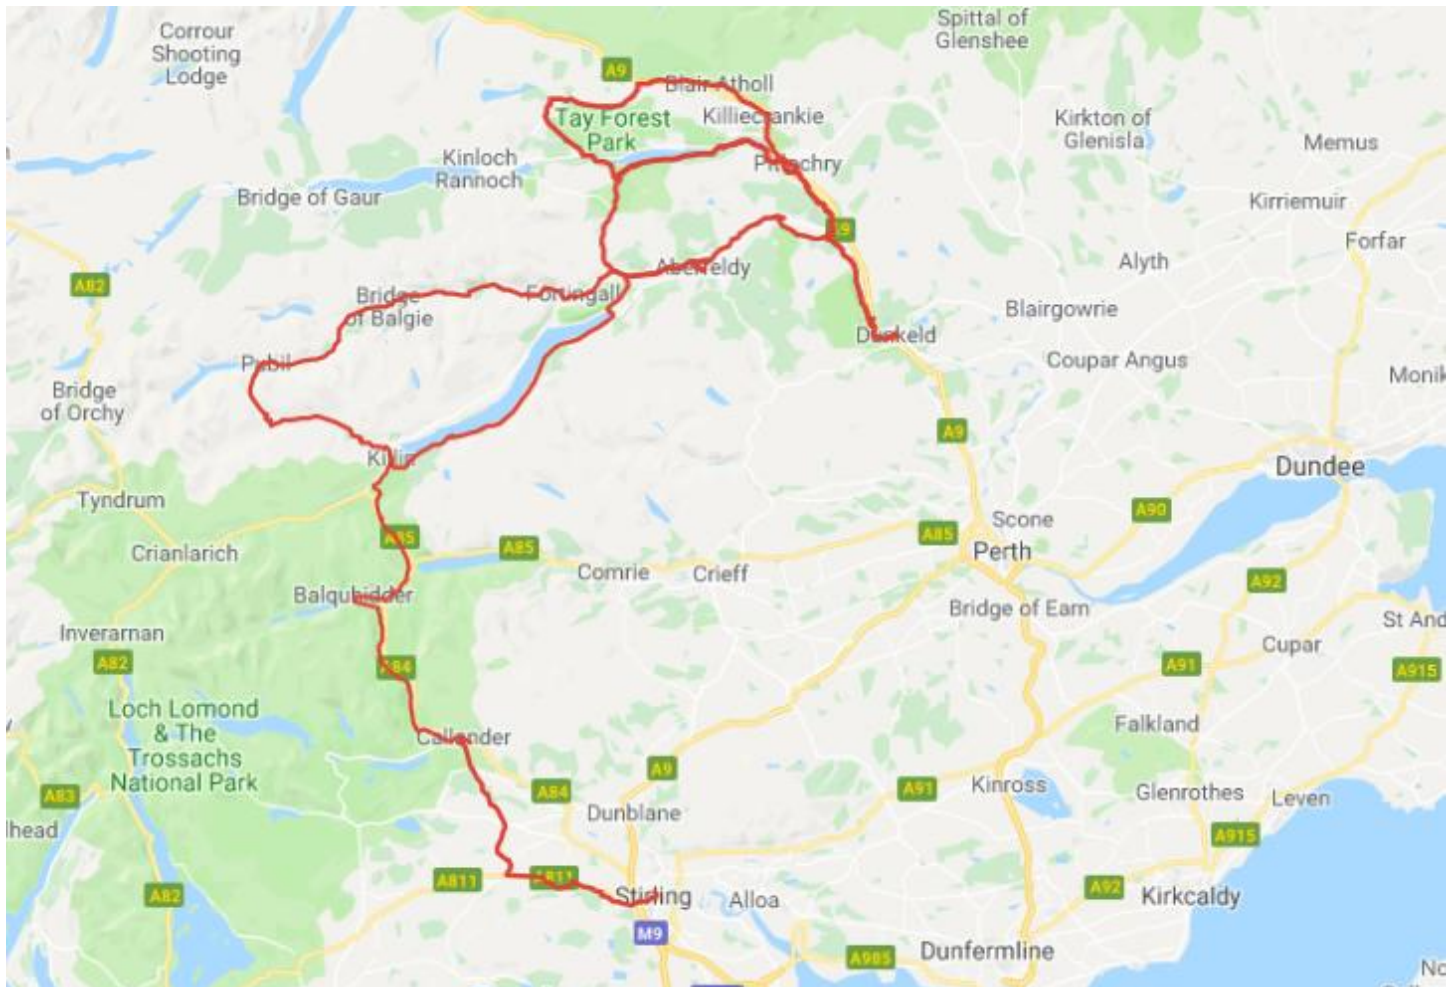 Corrour
Shooting
Lodge
Spittal of
Glenshee
A9
Blair Atholl
Killiecrankie
Tay Forest
Park
Kirkton of
Glenisla
Memus
Kinloch
Rannoch
Pitlochry
Bridge of Gaur
Kirriemuir
A9
Forfar
Aberfeldy
Alyth
A82
Bridge
of Balgie
Fortingall
Blairgowrie
Dunkeld
Pubil
Coupar Angus
Bridge
of Orchy
Monik
A9
Killin
Dundee
Tyndrum
A90
Scone
A85
A85
A85
Perth
Crianlarich
Comrie
Crieff
A92
Balquhidder
Bridge of Earn
Inverarnan
St And
Cupar
A82
A84
A91
A915
Loch Lomond
& The
Trossachs
National Park
Falkland
Callander
A9
A83
A84
A91
Kinross
Glenrothes
Leven
Dunblane
lhead
A915
A811
A811
A82
Stirling
Alloa
A92
Kirkcaldy
M9
Dunfermline
A985
No